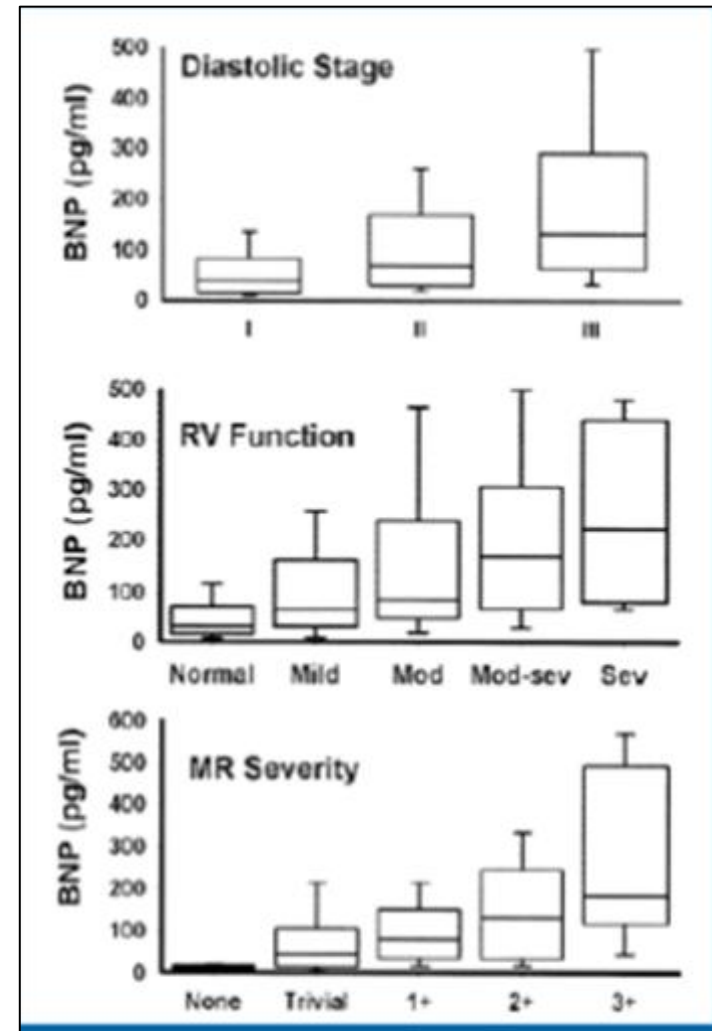 Diastolic Stage
BNP (pg/ml)
500
400
300
200
100
0
I II III
RV Function
BNP (pg/ml)
500
400
300
200
100
0
Normal Mild Mod Mod-sev Sev
MR Severity
BNP (pg/ml)
600
500
400
300
200
100
0
None Trivial 1+ 2+ 3+